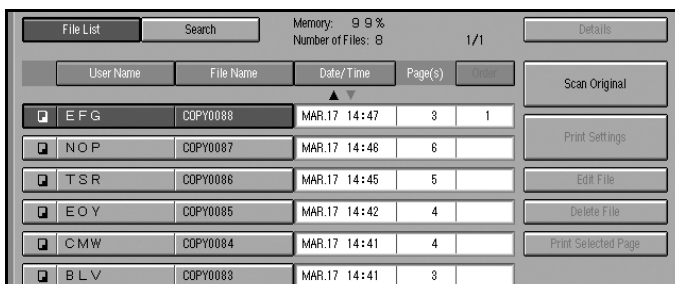 File List Search Memory: 99% Details
Number of Files: 8 1/1
User Name File Name Date/Time Page(s) Order Scan Original
▲ ▼
EFG COPY0088 MAR.17 14:47 3 1
Print Settings
NOP COPY0087 MAR.17 14:46 6
TSR COPY0086 MAR.17 14:45 5 Edit File
EOY COPY0085 MAR.17 14:42 4 Delete File
CMW COPY0084 MAR.17 14:41 4 Print Selected Page
BLV COPY0083 MAR.17 14:41 3